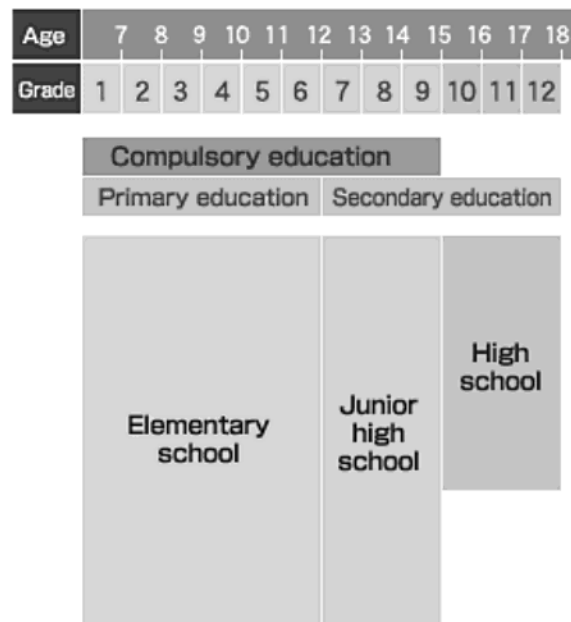 Age 7 8 9 10 11 12 13 14 15 16 17 18
Grade 1 2 3 4 5 6 7 8 9 10 11 12
Compulsory education
Primary education Secondary education
Elementary
school
Junior
high
school
High
school